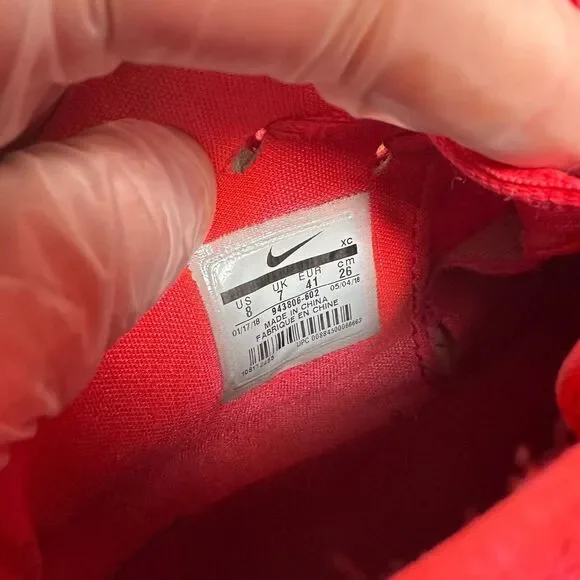 XC
US UK EUR cm
8 7 41 26
943806-602
01/17/18 05/04/18
MADE IN CHINA
FABRIQUE EN CHINE